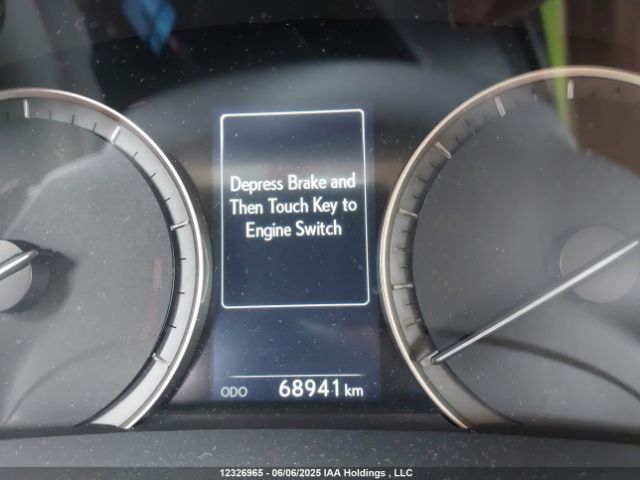 Depress Brake and
Then Touch Key to
Engine Switch
ODO 68941 km
12326965 - 06/06/2025 IAA Holdings , LLC